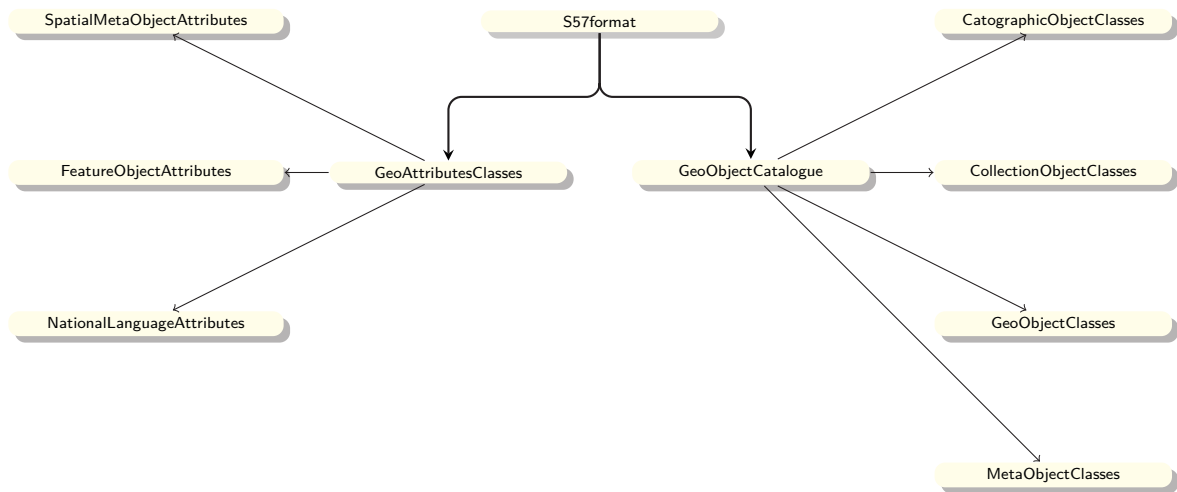 SpatialMetaObjectAttributes
S57format
CatographicObjectClasses
FeatureObjectAttributes
GeoAttributesClasses
GeoObjectCatalogue
CollectionObjectClasses
NationalLanguageAttributes
GeoObjectClasses
MetaObjectClasses